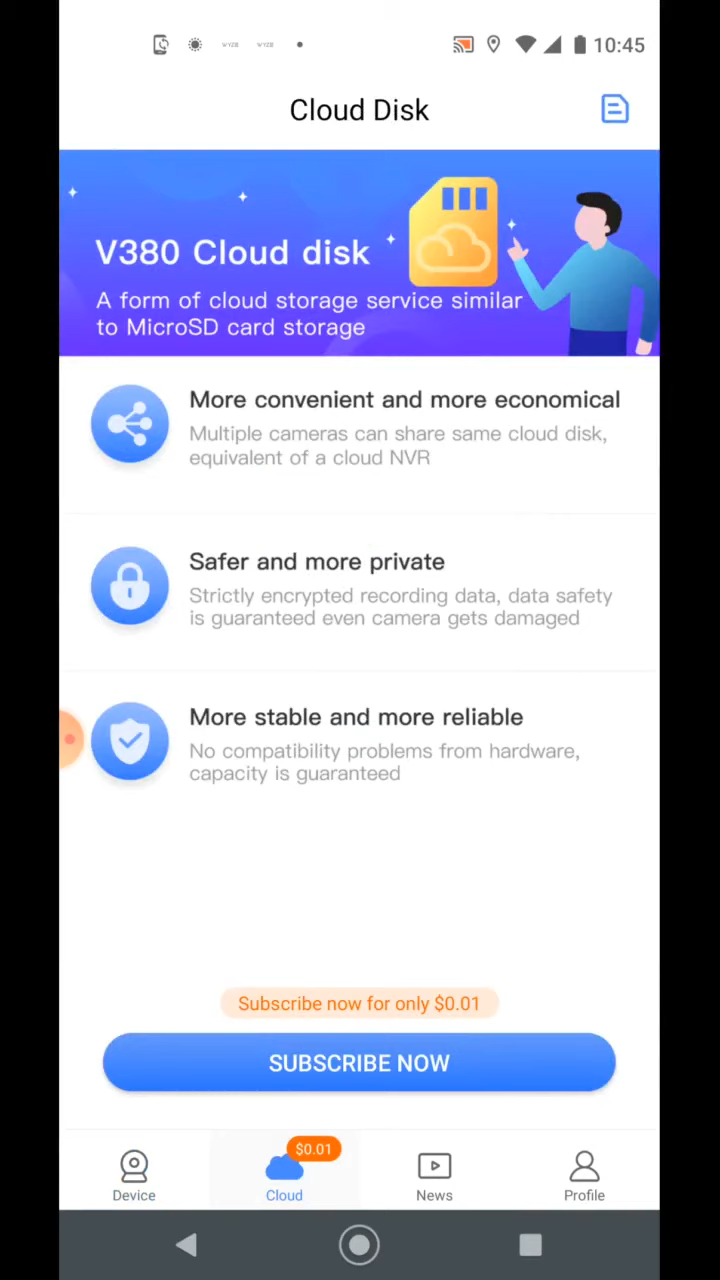 WYZE WYZE 10:45
Cloud Disk
V380 Cloud disk
A form of cloud storage service similar
to MicroSD card storage
More convenient and more economical
Multiple cameras can share same cloud disk,
equivalent of a cloud NVR
Safer and more private
Strictly encrypted recording data, data safety
is guaranteed even camera gets damaged
More stable and more reliable
No compatibility problems from hardware,
capacity is guaranteed
Subscribe now for only $0.01
SUBSCRIBE NOW
$0.01
Device Cloud News Profile